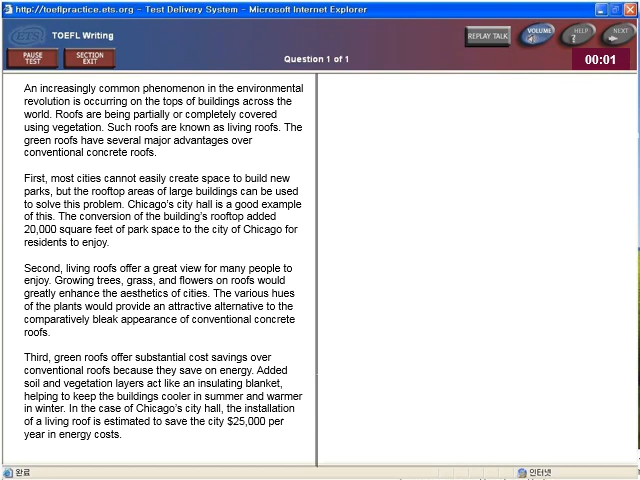 http://toeflpractice.ets.org - Test Delivery System - Microsoft Internet Explorer
ETS TOEFL Writing
REPLAY TALK VOLUME HELP NEXT
PAUSE TEST SECTION EXIT
Question 1 of 1
00:01
An increasingly common phenomenon in the environmental
revolution is occurring on the tops of buildings across the
world. Roofs are being partially or completely covered
using vegetation. Such roofs are known as living roofs. The
green roofs have several major advantages over
conventional concrete roofs.
First, most cities cannot easily create space to build new
parks, but the rooftop areas of large buildings can be used
to solve this problem. Chicago's city hall is a good example
of this. The conversion of the building's rooftop added
20,000 square feet of park space to the city of Chicago for
residents to enjoy.
Second, living roofs offer a great view for many people to
enjoy. Growing trees, grass, and flowers on roofs would
greatly enhance the aesthetics of cities. The various hues
of the plants would provide an attractive alternative to the
comparatively bleak appearance of conventional concrete
roofs.
Third, green roofs offer substantial cost savings over
conventional roofs because they save on energy. Added
soil and vegetation layers act like an insulating blanket,
helping to keep the buildings cooler in summer and warmer
in winter. In the case of Chicago's city hall, the installation
of a living roof is estimated to save the city $25,000 per
year in energy costs.
완료 인터넷